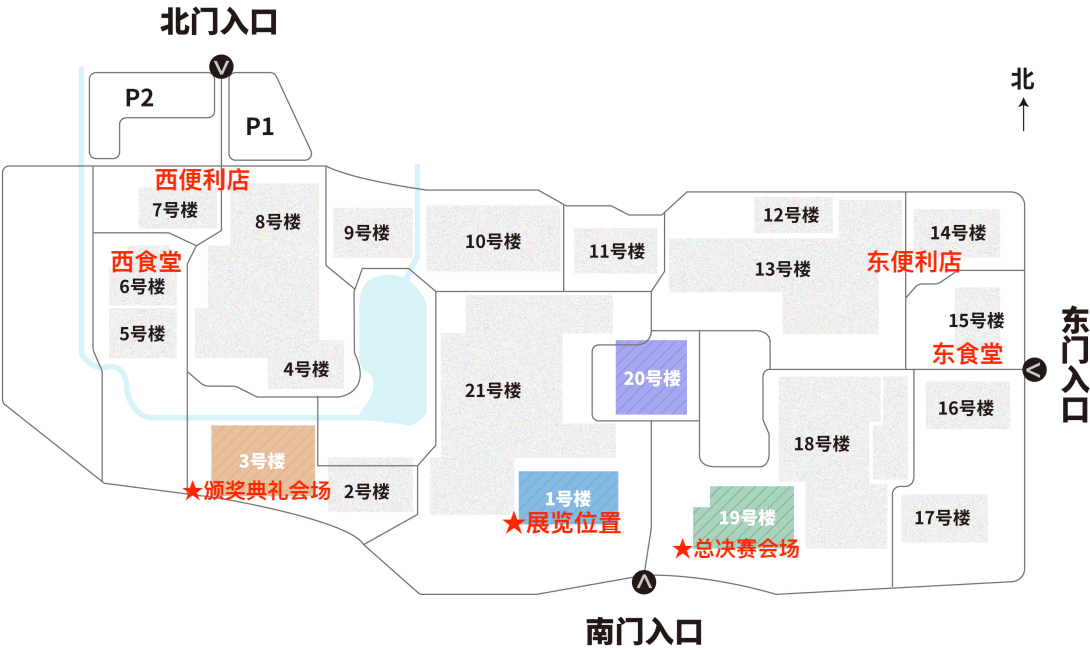 北门入口
北
P2
P1
西便利店
7号楼
8号楼
9号楼
10号楼
11号楼
12号楼
13号楼
14号楼
东便利店
西食堂
6号楼
5号楼
4号楼
15号楼
东食堂
东门入口
16号楼
20号楼
21号楼
18号楼
3号楼
★颁奖典礼会场
2号楼
1号楼
★展览位置
19号楼
★总决赛会场
17号楼
南门入口